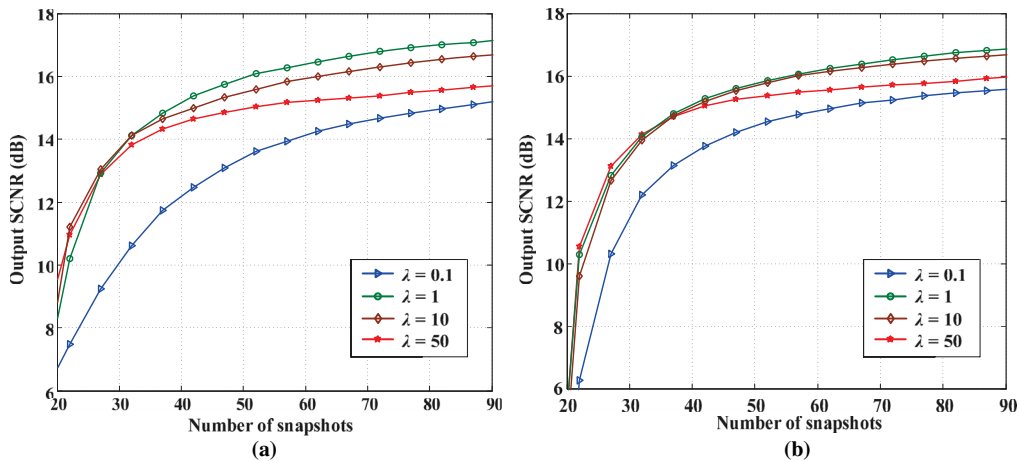 18
16
14
12
10
8
6
Output SCNR (dB)
20 30 40 50 60 70 80 90
Number of snapshots
λ = 0.1
λ = 1
λ = 10
λ = 50
(a)
18
16
14
12
10
8
6
Output SCNR (dB)
20 30 40 50 60 70 80 90
Number of snapshots
λ = 0.1
λ = 1
λ = 10
λ = 50
(b)